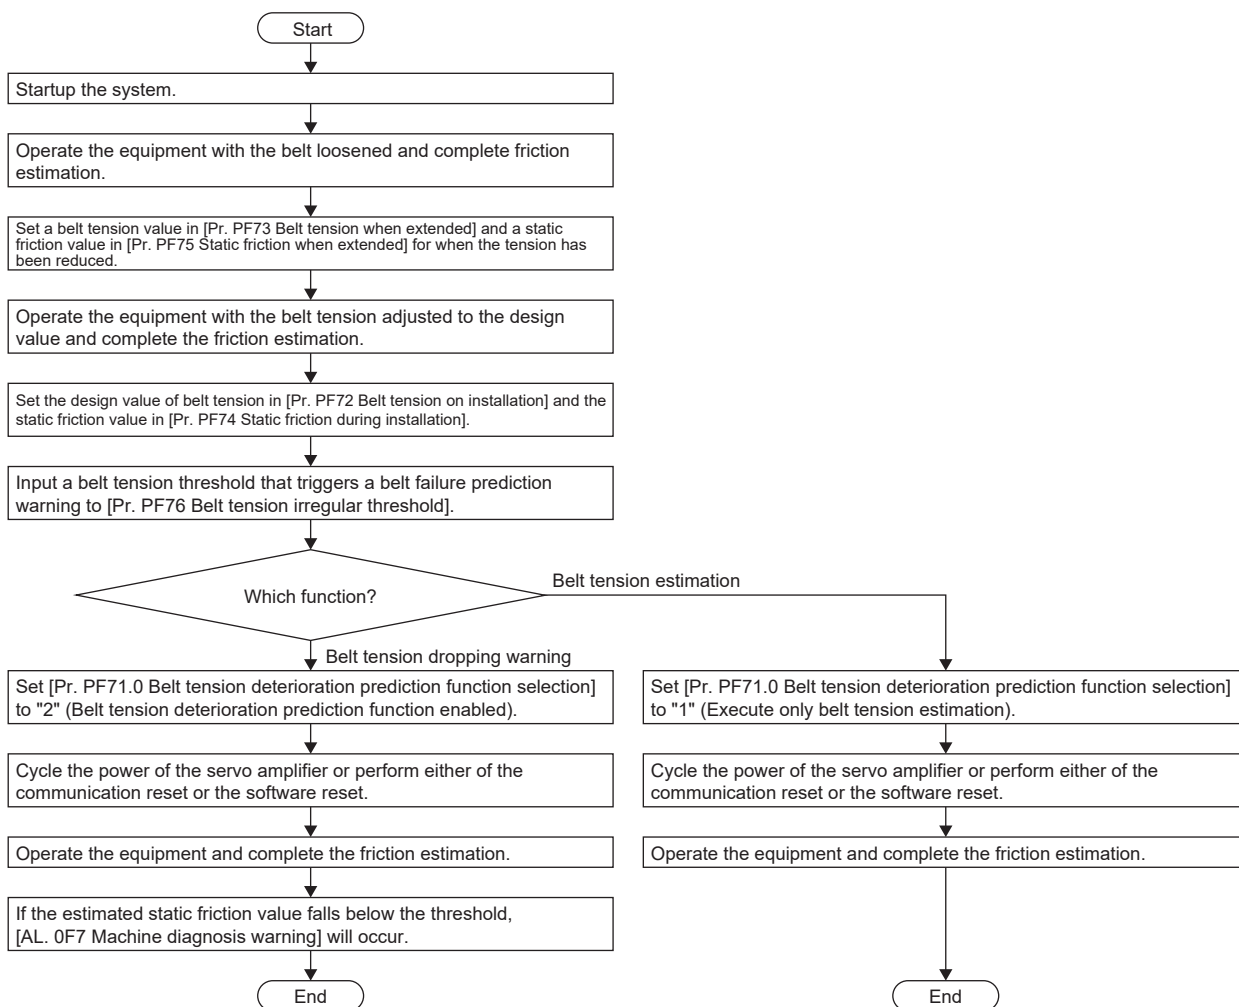 Start
Startup the system.
Operate the equipment with the belt loosened and complete friction
estimation.
Set a belt tension value in [Pr. PF73 Belt tension when extended] and a static
friction value in [Pr. PF75 Static friction when extended] for when the tension has
been reduced.
Operate the equipment with the belt tension adjusted to the design
value and complete the friction estimation.
Set the design value of belt tension in [Pr. PF72 Belt tension on installation] and the
static friction value in [Pr. PF74 Static friction during installation].
Input a belt tension threshold that triggers a belt failure prediction
warning to [Pr. PF76 Belt tension irregular threshold].
Which function?
Belt tension estimation
Belt tension dropping warning
Set [Pr. PF71.0 Belt tension deterioration prediction function selection]
to "2" (Belt tension deterioration prediction function enabled).
Cycle the power of the servo amplifier or perform either of the
communication reset or the software reset.
Operate the equipment and complete the friction estimation.
If the estimated static friction value falls below the threshold,
[AL. 0F7 Machine diagnosis warning] will occur.
End
Set [Pr. PF71.0 Belt tension deterioration prediction function selection]
to "1" (Execute only belt tension estimation).
Cycle the power of the servo amplifier or perform either of the
communication reset or the software reset.
Operate the equipment and complete the friction estimation.
End